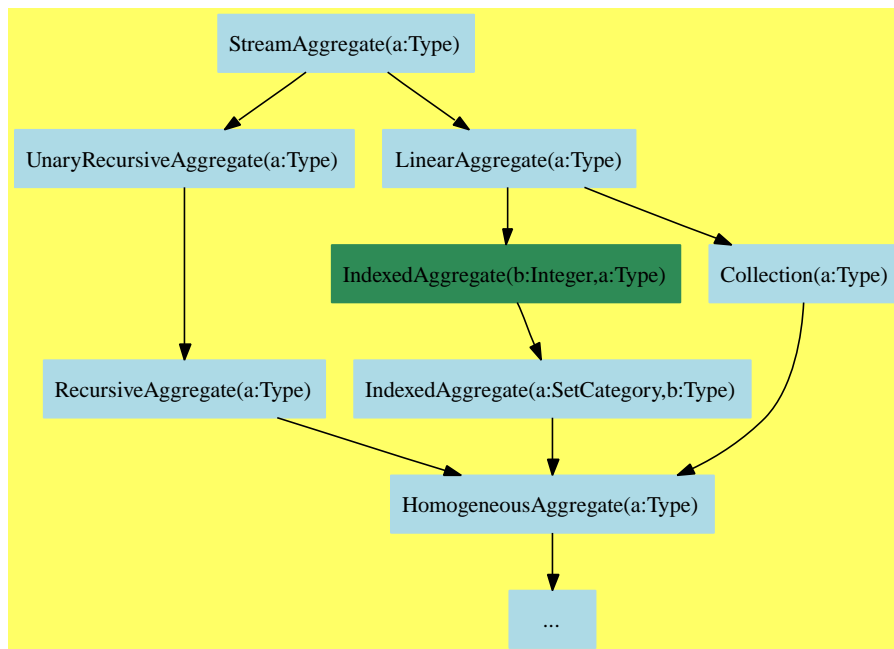 StreamAggregate(a:Type)
UnaryRecursiveAggregate(a:Type)
LinearAggregate(a:Type)
IndexedAggregate(b:Integer,a:Type)
Collection(a:Type)
RecursiveAggregate(a:Type)
IndexedAggregate(a:SetCategory,b:Type)
HomogeneousAggregate(a:Type)
...